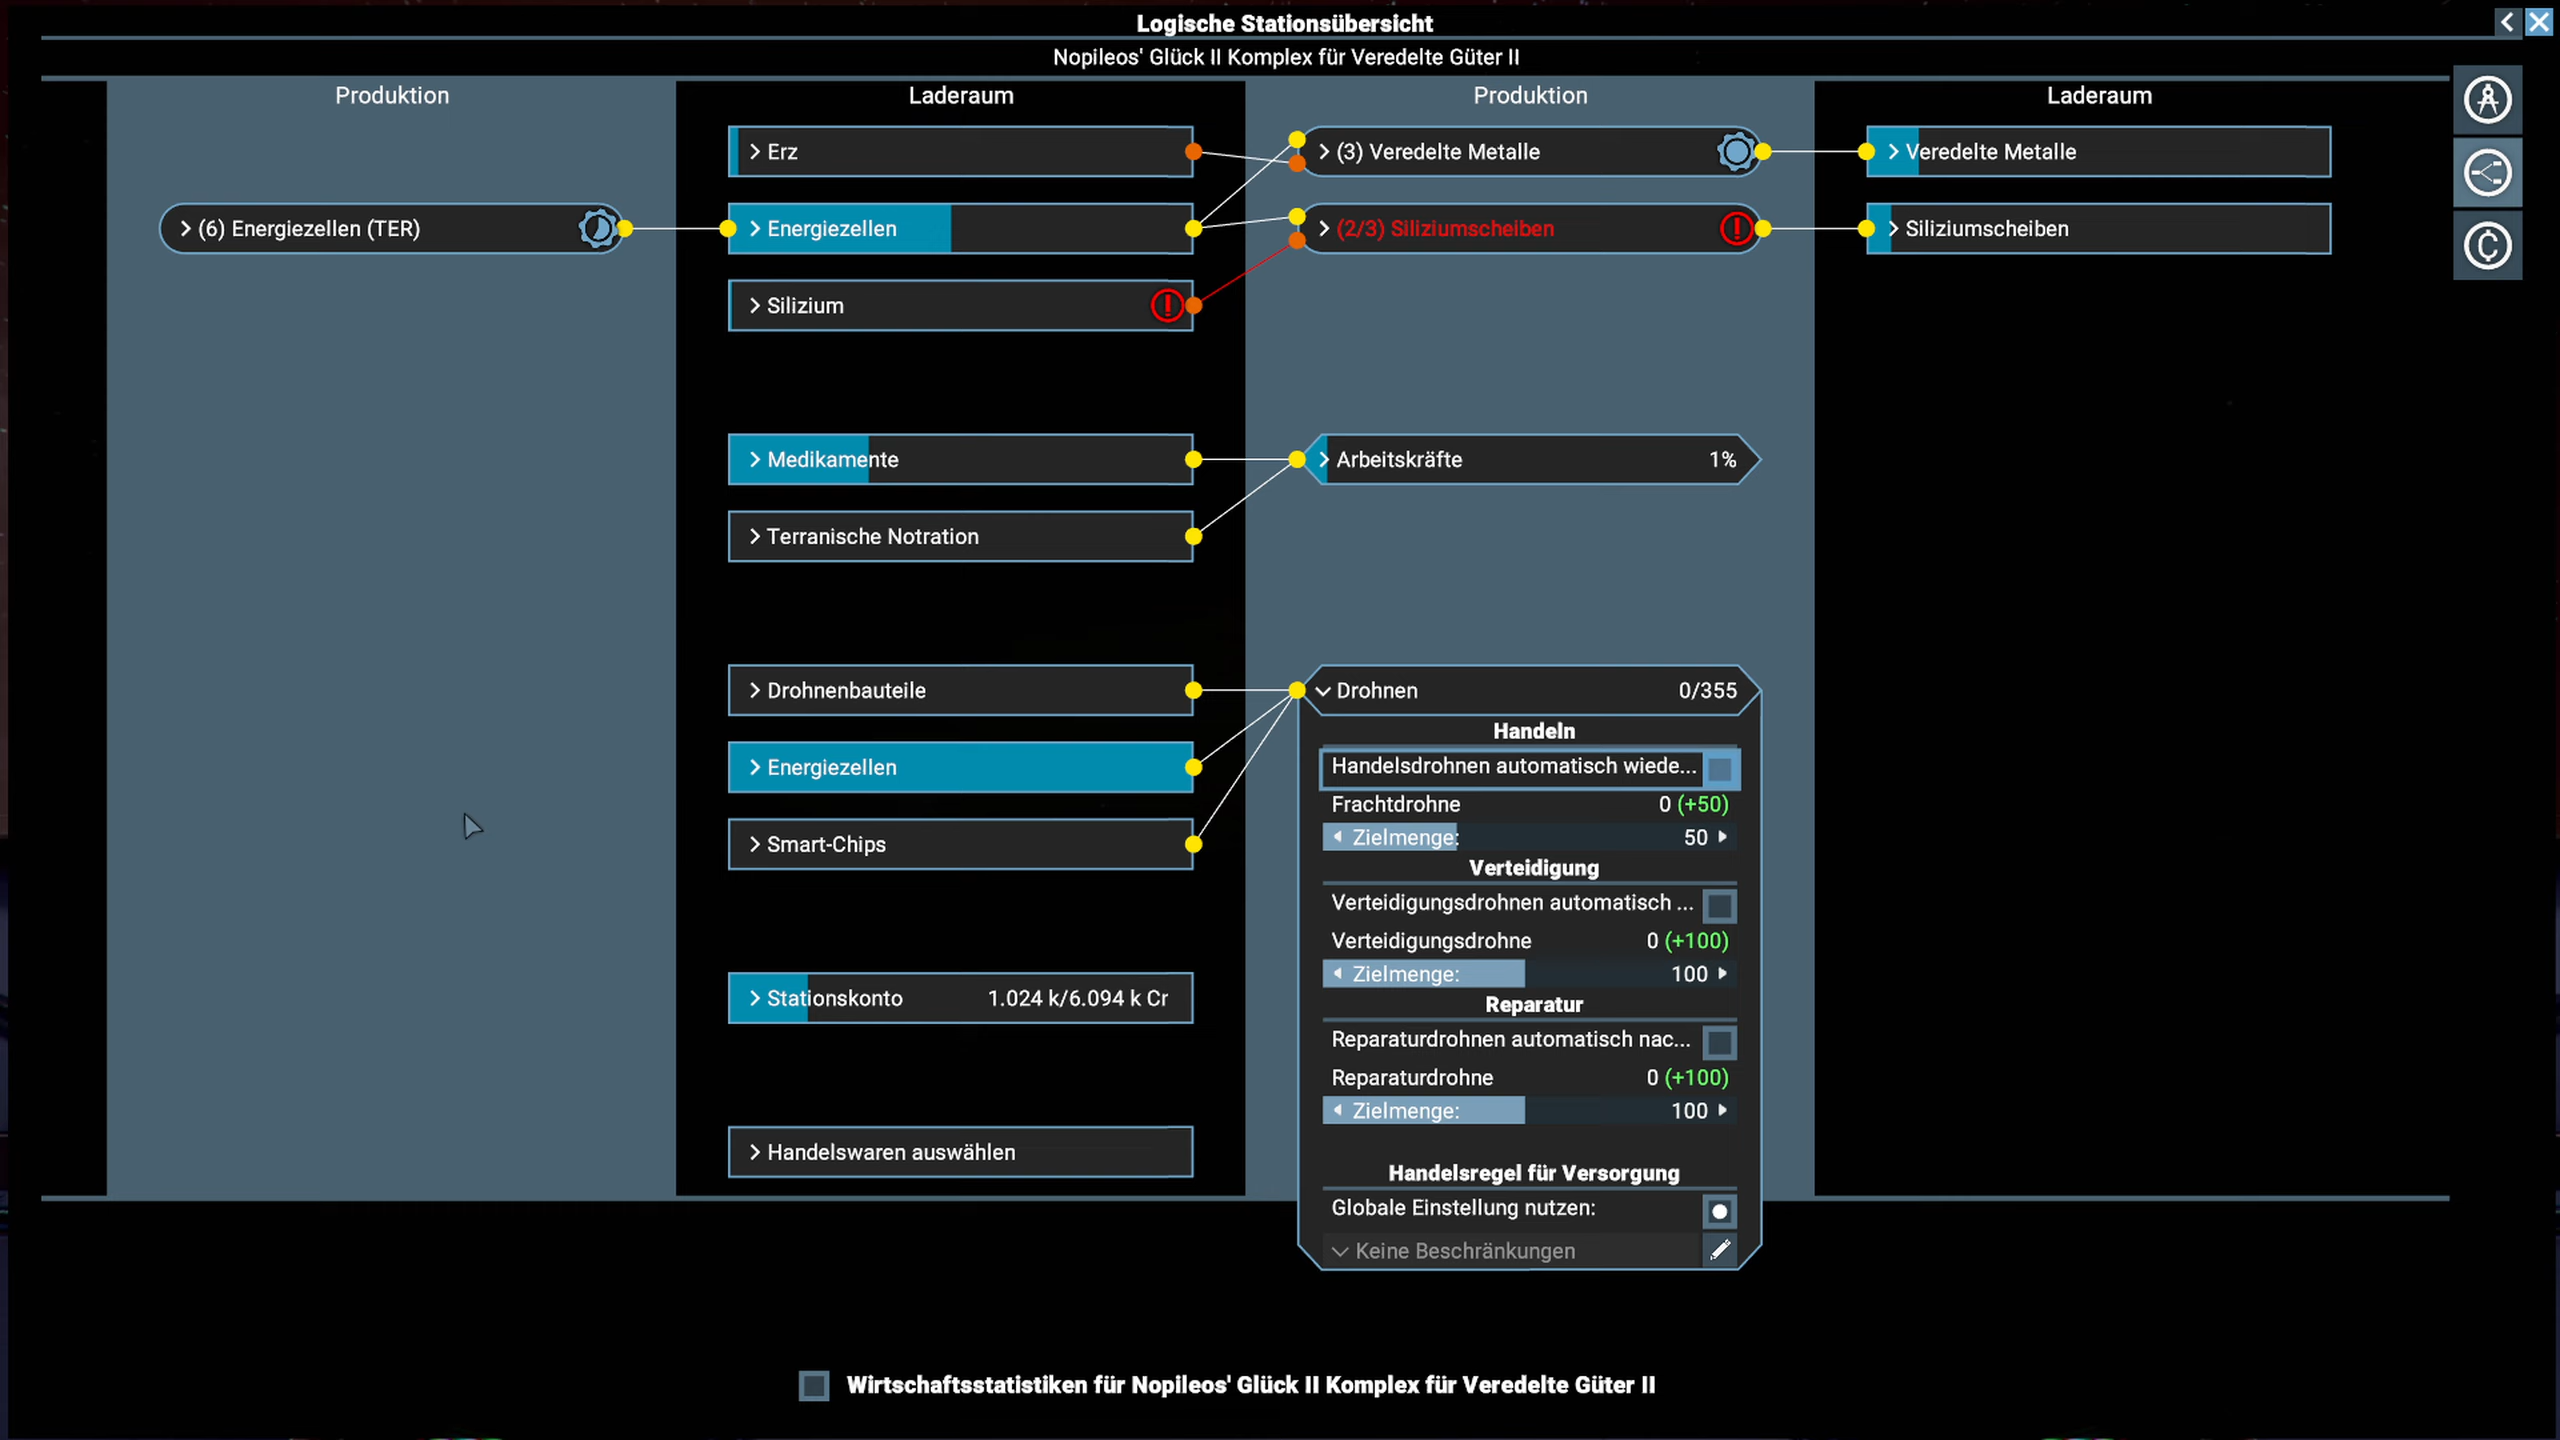 Logische Stationsübersicht
Nopileos' Glück II Komplex für Veredelte Güter II
Produktion
Laderaum
Produktion
Laderaum
Erz
(3) Veredelte Metalle
Veredelte Metalle
(6) Energiezellen (TER)
Energiezellen
(2/3) Siliziumscheiben
Siliziumscheiben
Silizium
Medikamente
Arbeitskräfte 1%
Terranische Notration
Drohnenbauteile
Drohnen 0/355
Handeln
Energiezellen
Handelsdrohnen automatisch wiede...
Frachtdrohne 0 (+50)
Smart-Chips
Zielmenge: 50
Verteidigung
Verteidigungsdrohnen automatisch ...
Verteidigungsdrohne 0 (+100)
Zielmenge: 100
Stationskonto 1.024 k/6.094 k Cr
Reparatur
Reparaturdrohnen automatisch nac...
Reparaturdrohne 0 (+100)
Zielmenge: 100
Handelswaren auswählen
Handelsregel für Versorgung
Globale Einstellung nutzen:
Keine Beschränkungen
Wirtschaftsstatistiken für Nopileos' Glück II Komplex für Veredelte Güter II